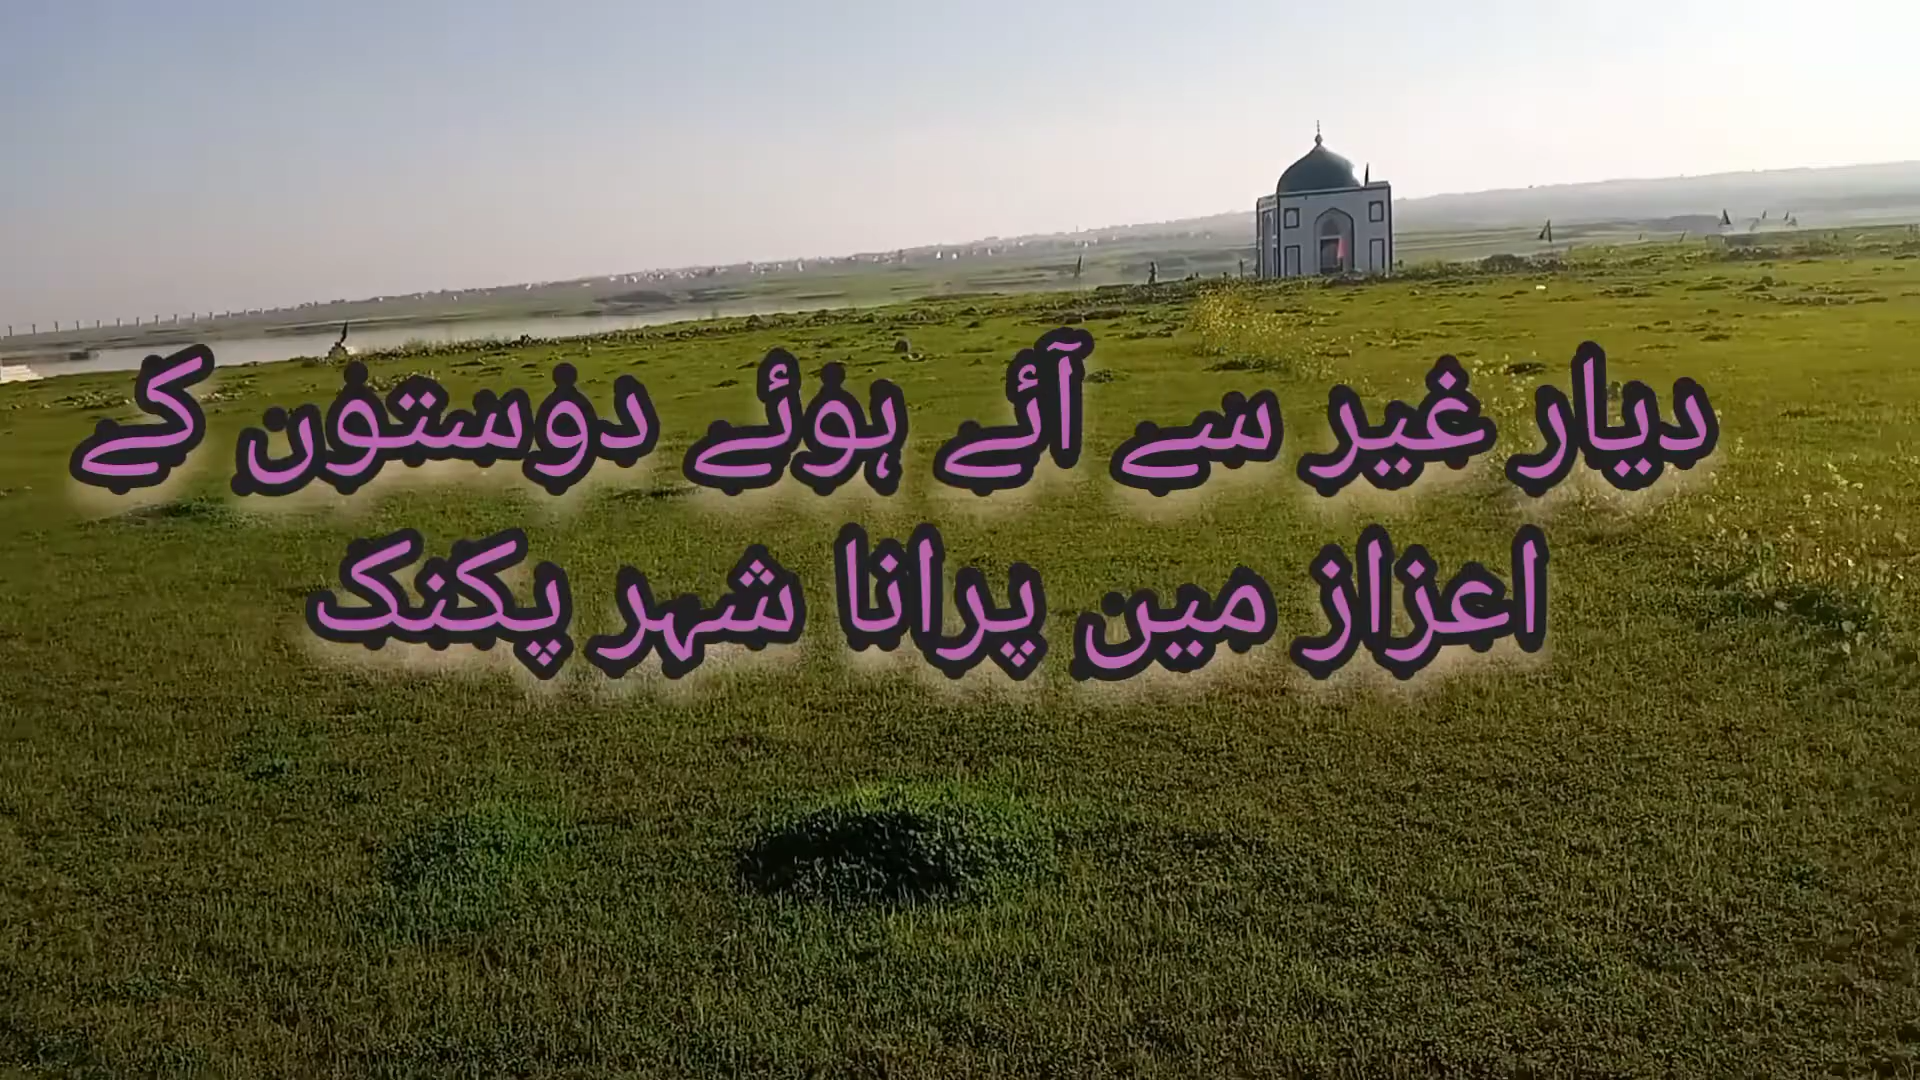 دیار غیر سے آئے ہوئے دوستون کے
اعزاز مین پرانا شہر پکنک